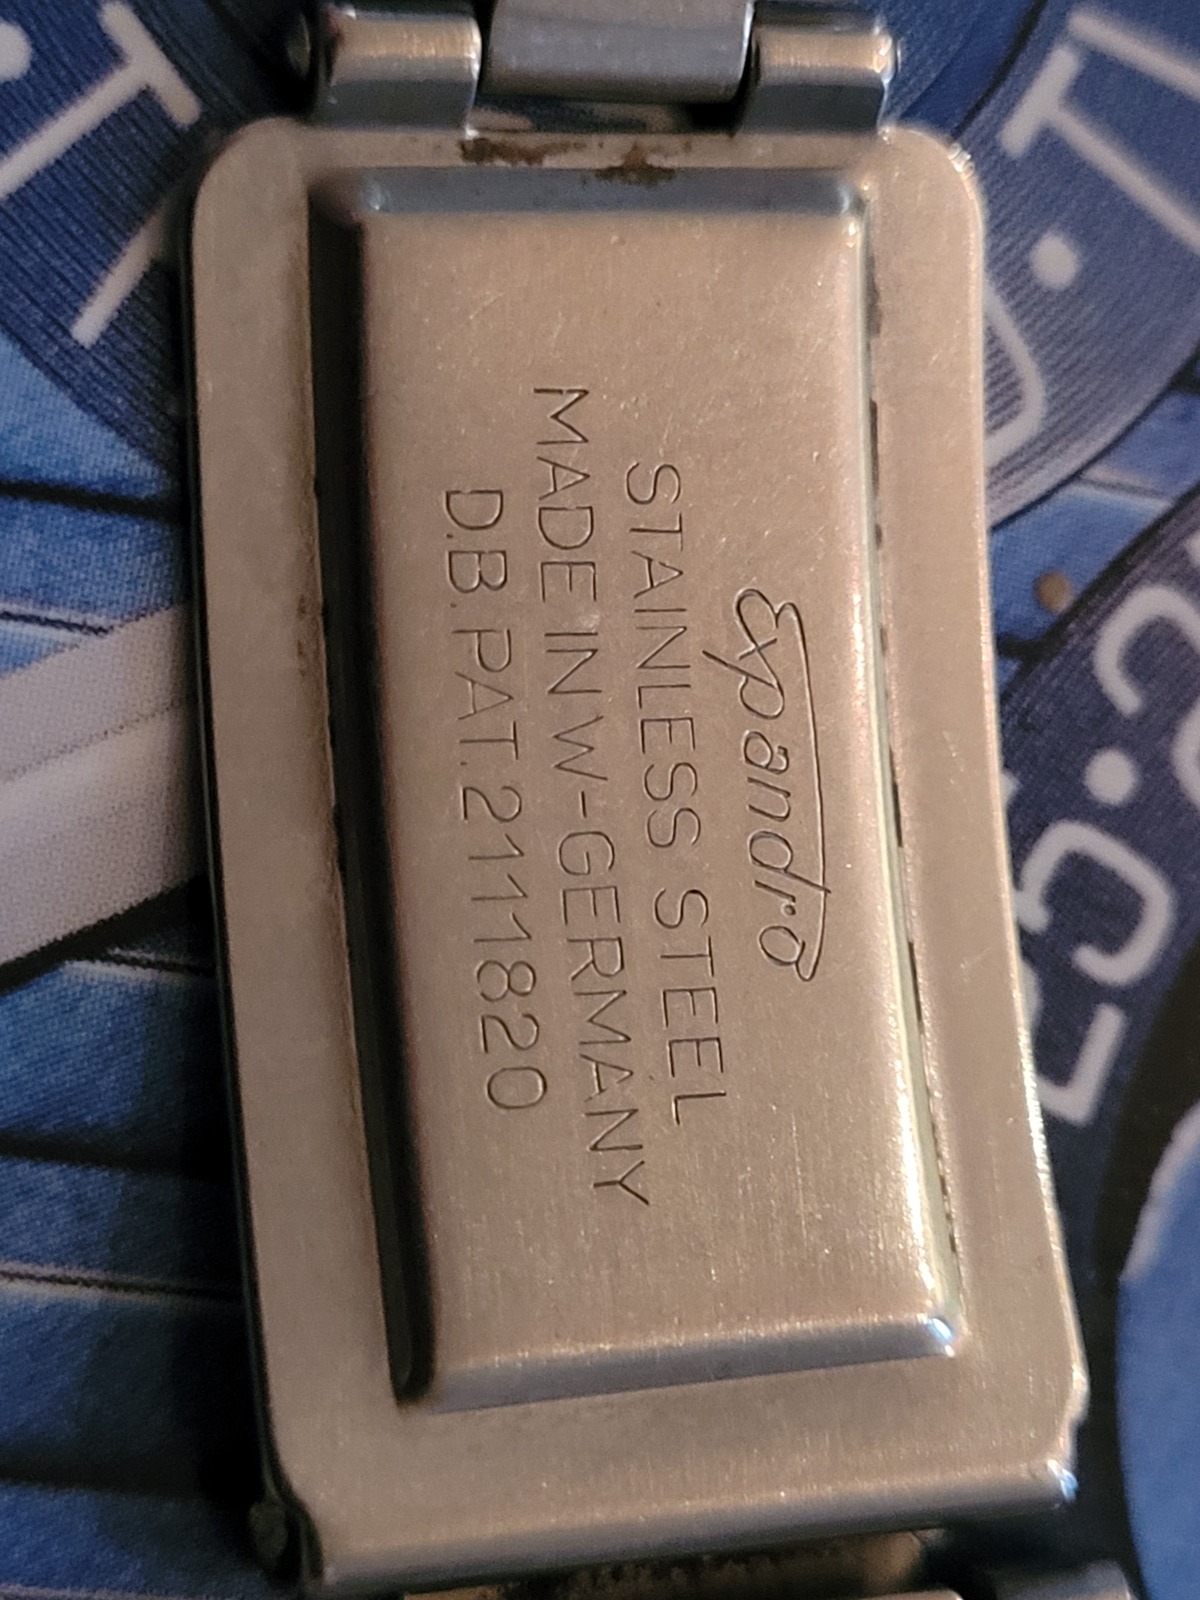 Expandro
STAINLESS STEEL
MADE IN W-GERMANY
D.B. PAT. 2111820